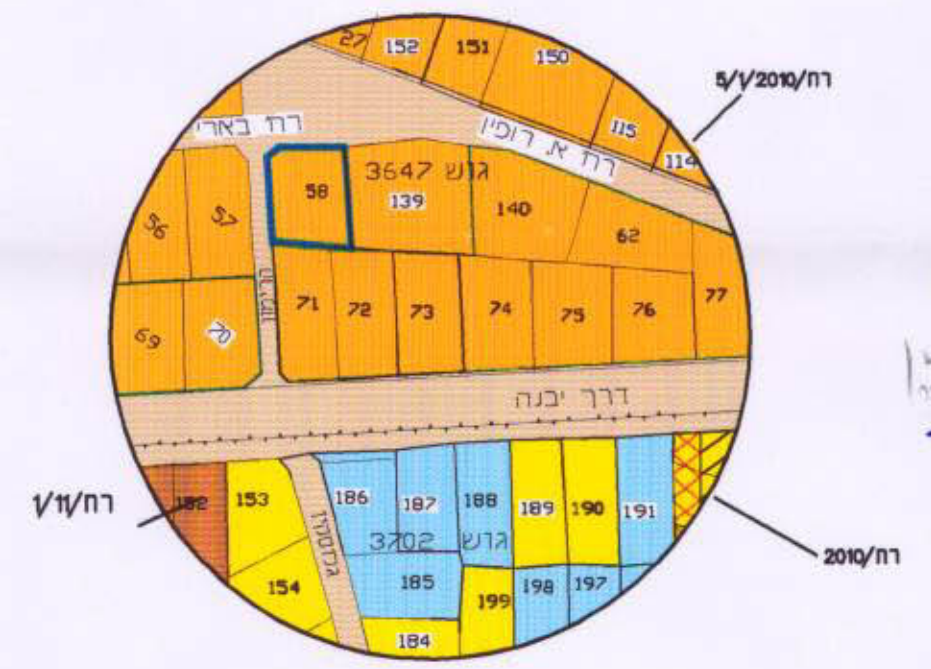 27 152 151 150
רח/5/1/2010
115
114
רח' בארי
רח' א. רופין
גוש 3647
56 57 58 139 140 62
69 70 71 72 73 74 75 76 77
דרך יבנה
רח/1/11
182 153 186 187 188 189 190 191
גוש 3702
154 185 199 198 197
184
רח/2010